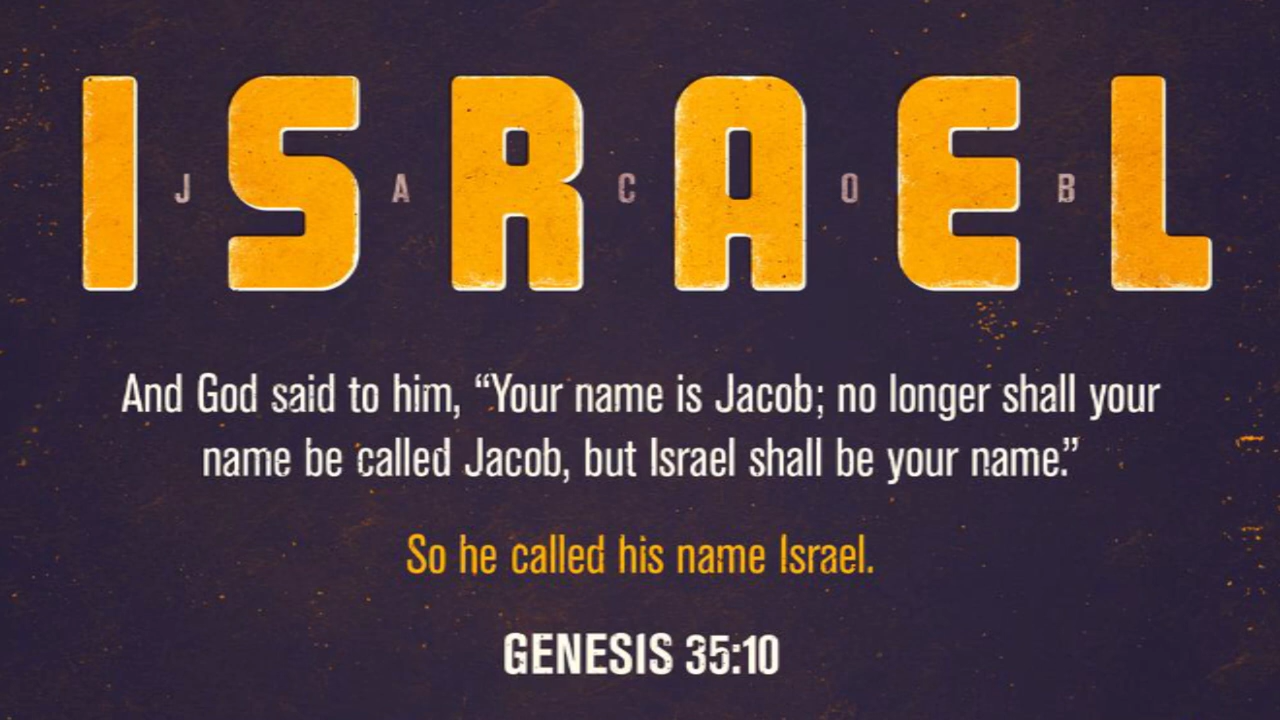 ISRAEL
J A C O B
And God said to him, “Your name is Jacob; no longer shall your
name be called Jacob, but Israel shall be your name.”
So he called his name Israel.
GENESIS 35:10